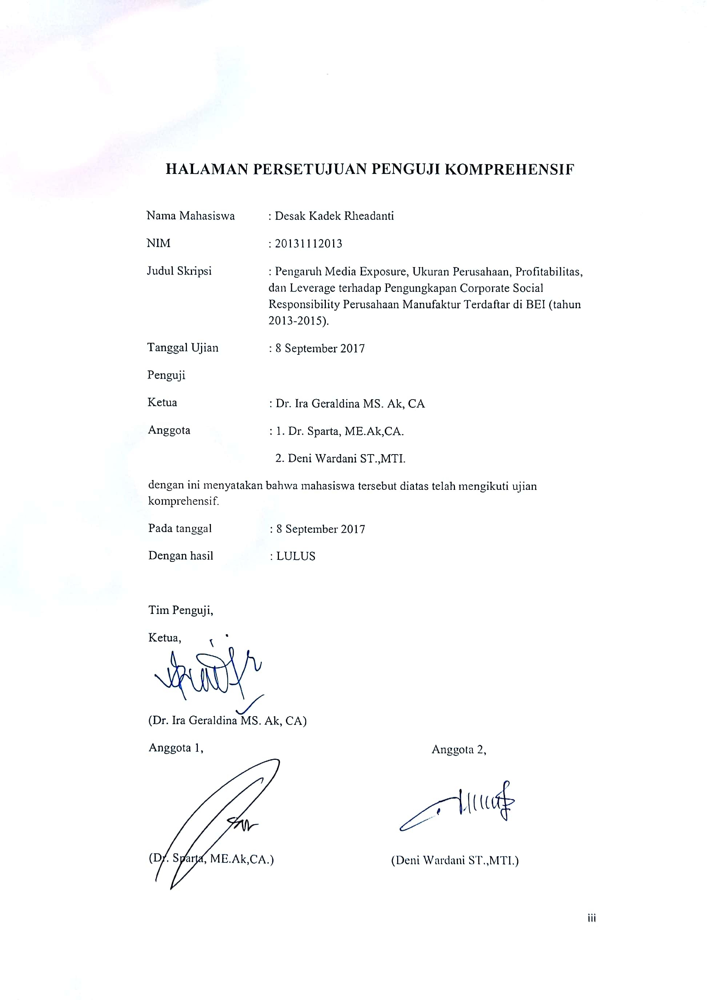 HALAMAN PERSETUJUAN PENGUJI KOMPREHENSIF
Nama Mahasiswa : Desak Kadek Rheadanti
NIM : 20131112013
Judul Skripsi : Pengaruh Media Exposure, Ukuran Perusahaan, Profitabilitas,
dan Leverage terhadap Pengungkapan Corporate Social
Responsibility Perusahaan Manufaktur Terdaftar di BEI (tahun
2013-2015).
Tanggal Ujian : 8 September 2017
Penguji
Ketua : Dr. Ira Geraldina MS. Ak, CA
Anggota : 1. Dr. Sparta, ME.Ak,CA.
2. Deni Wardani ST.,MTI.
dengan ini menyatakan bahwa mahasiswa tersebut diatas telah mengikuti ujian
komprehensif.
Pada tanggal : 8 September 2017
Dengan hasil : LULUS
Tim Penguji,
Ketua,
(Dr. Ira Geraldina MS. Ak, CA)
Anggota 1, Anggota 2,
(Dr. Sparta, ME.Ak,CA.) (Deni Wardani ST.,MTI.)
iii